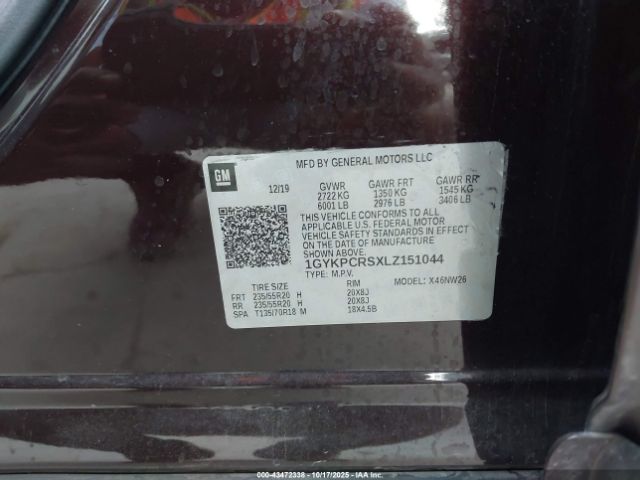 GM
MFD BY GENERAL MOTORS LLC
12/19 GVWR GAWR FRT GAWR RR
2722 KG 1350 KG 1545 KG
6001 LB 2976 LB 3406 LB
THIS VEHICLE CONFORMS TO ALL
APPLICABLE U.S. FEDERAL MOTOR
VEHICLE SAFETY STANDARDS IN EFFECT
ON THE DATE OF MANUFACTURE SHOWN ABOVE.
1GYKPCRSXLZ151044
TYPE: M.P.V. MODEL: X46NW26
TIRE SIZE RIM
FRT 235/55R20 H 20X8J
RR 235/55R20 H 20X8J
SPA T135/70R18 M 18X4.5B
000-43472338 | 10/17/2025 | ©IAA Holdings, LLC